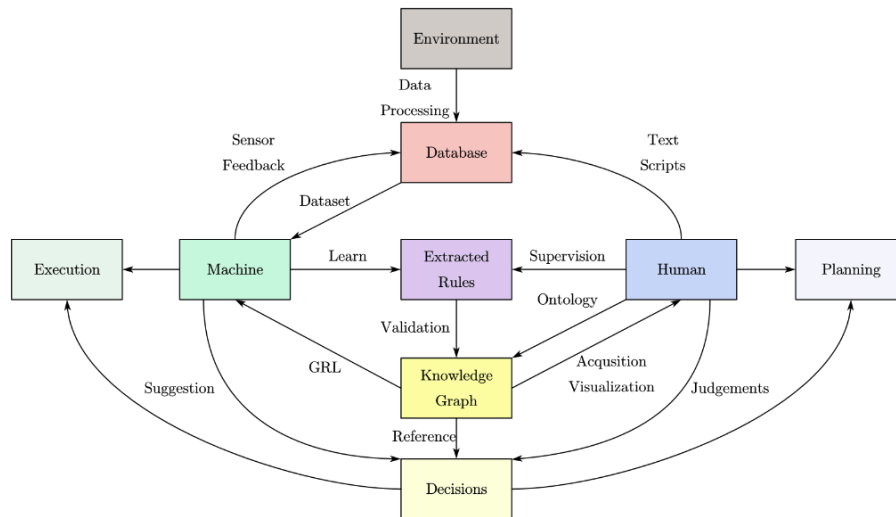 Environment
Data
Processing
Sensor
Feedback
Database
Text
Scripts
Dataset
Execution
Machine
Learn
Extracted
Rules
Supervision
Human
Planning
Ontology
Validation
GRL
Knowledge
Graph
Acqusition
Visualization
Suggestion
Judgements
Reference
Decisions